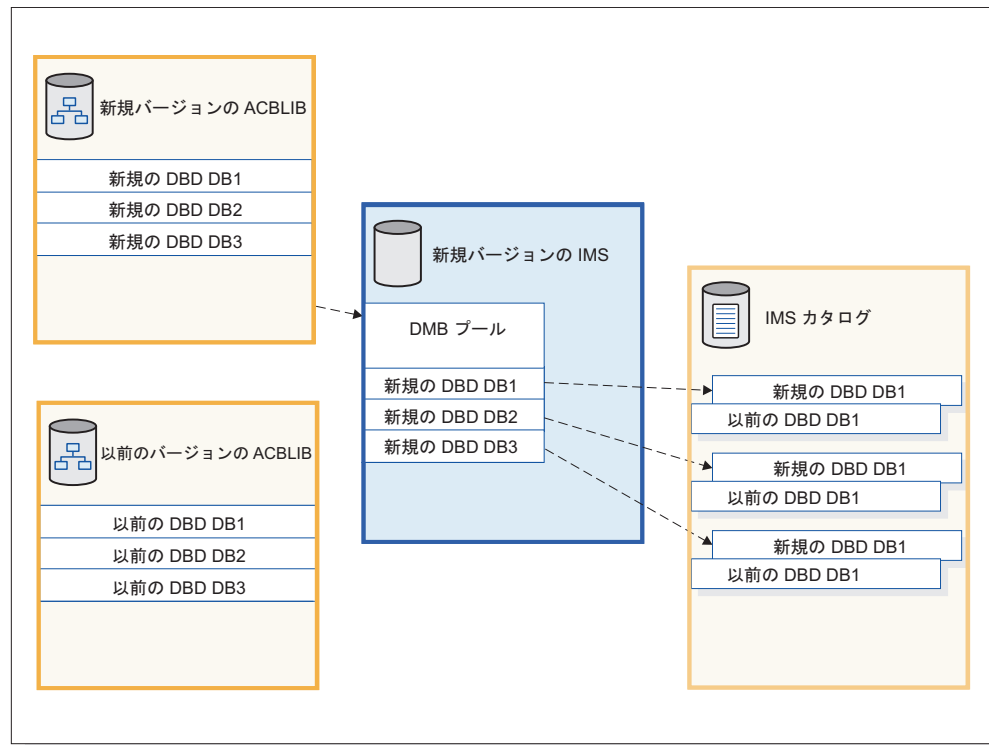 新規バージョンの ACBLIB
新規の DBD DB1
新規の DBD DB2
新規の DBD DB3
以前のバージョンの ACBLIB
以前の DBD DB1
以前の DBD DB2
以前の DBD DB3
新規バージョンの IMS
DMB プール
新規の DBD DB1
新規の DBD DB2
新規の DBD DB3
IMS カタログ
新規の DBD DB1
以前の DBD DB1
新規の DBD DB1
以前の DBD DB1
新規の DBD DB1
以前の DBD DB1